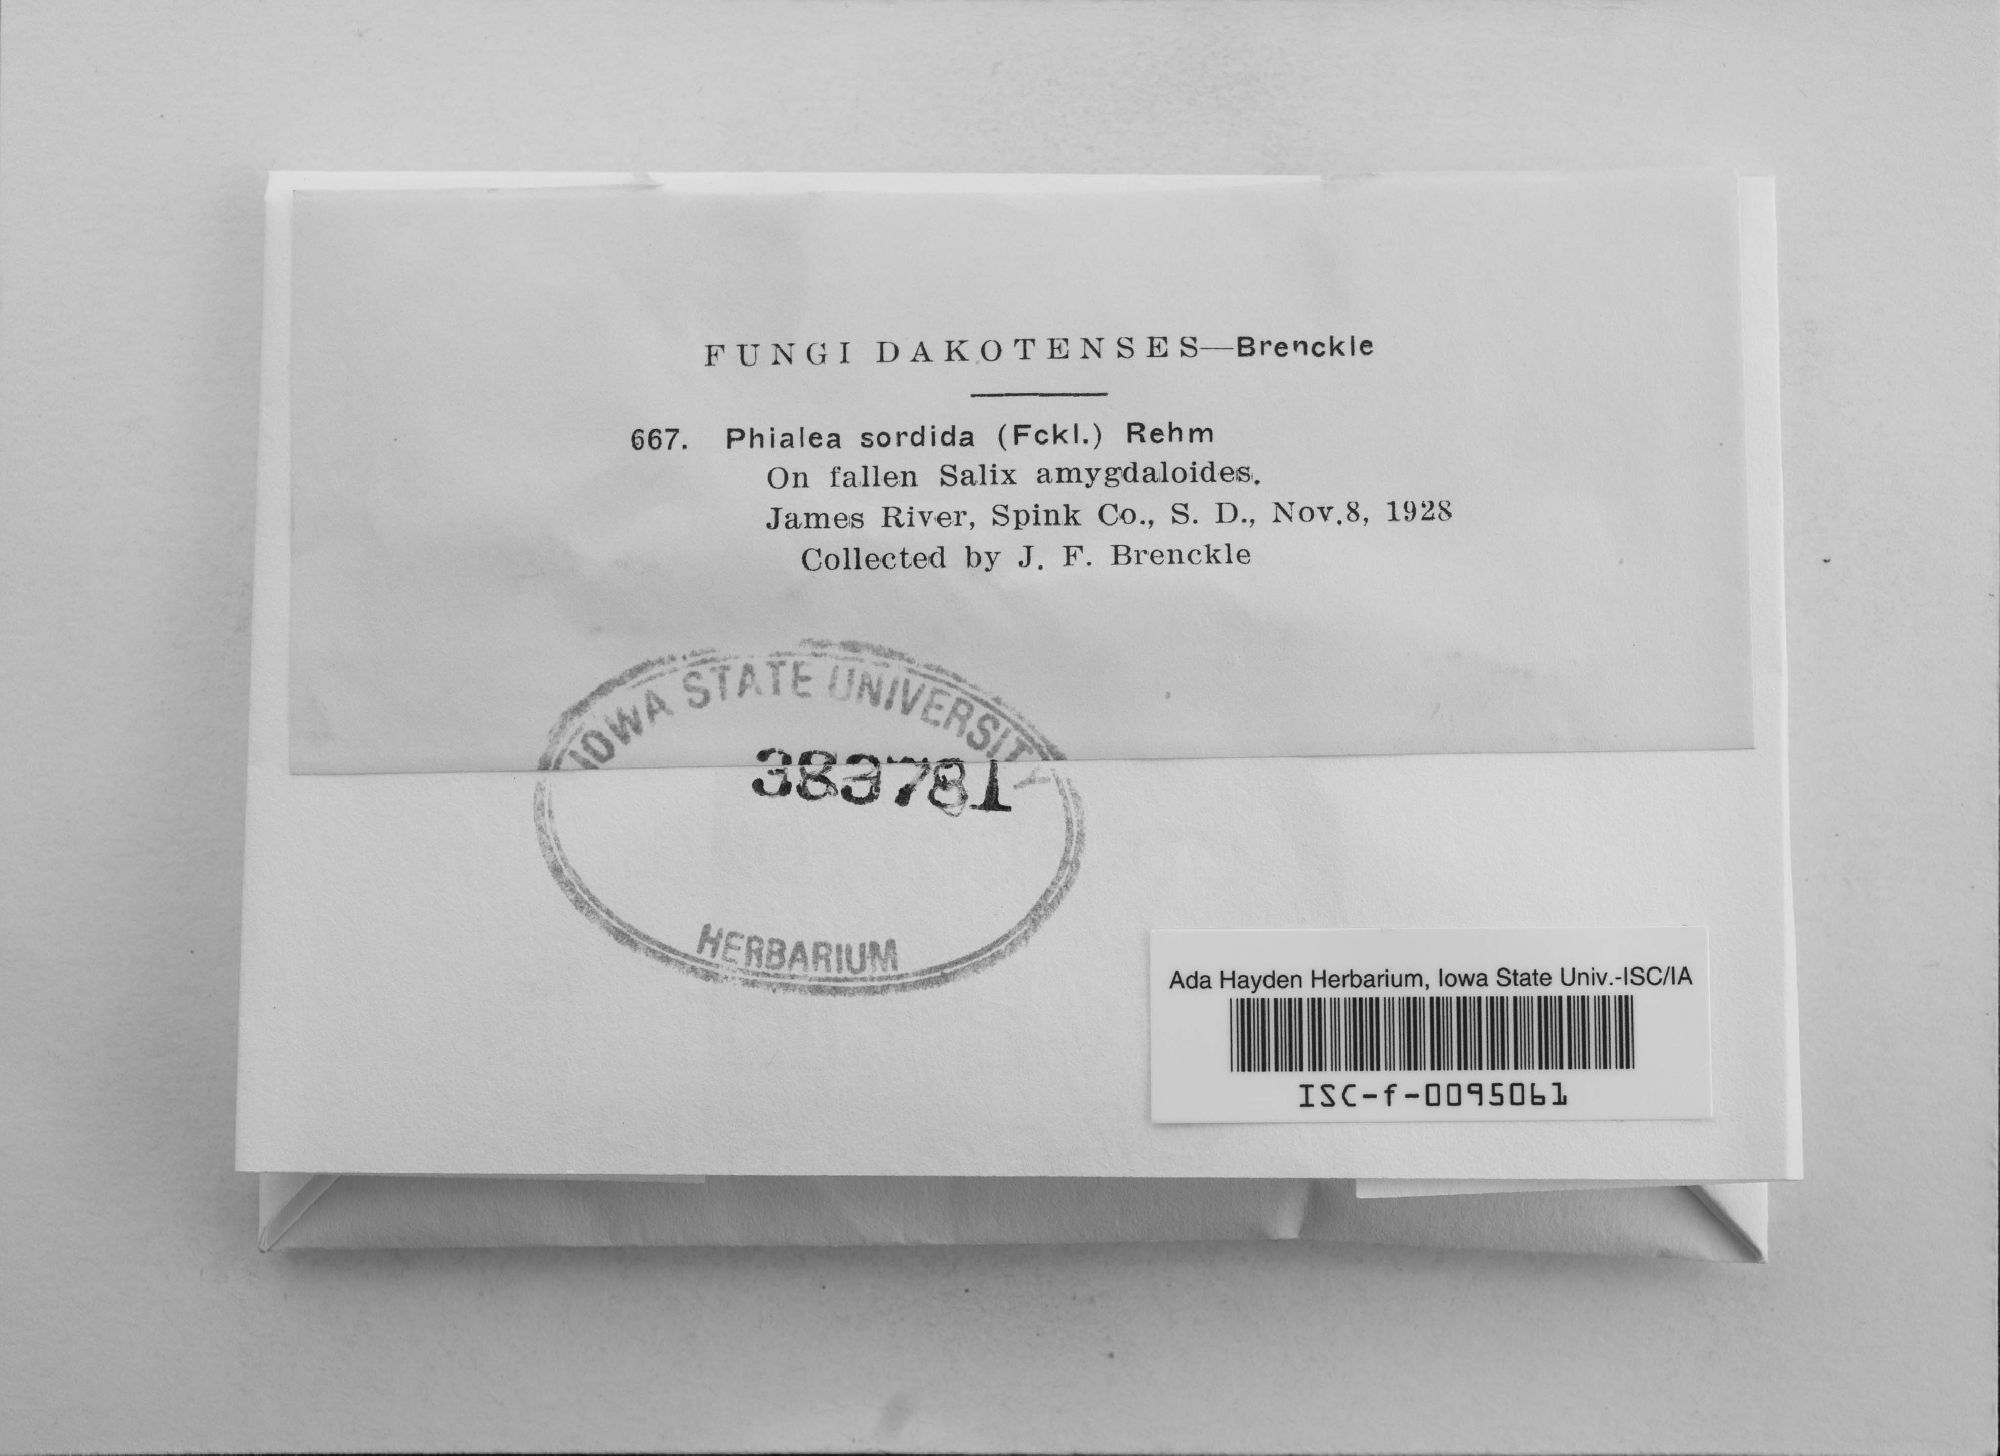 FUNGI DAKOTENSES—Brenckle
667. Phialea sordida (Fckl.) Rehm
On fallen Salix amygdaloides.
James River, Spink Co., S. D., Nov. 8, 1928
Collected by J. F. Brenckle
IOWA STATE UNIVERSITY
383781
HERBARIUM
Ada Hayden Herbarium, Iowa State Univ.-ISC/IA
ISC-f-0095061